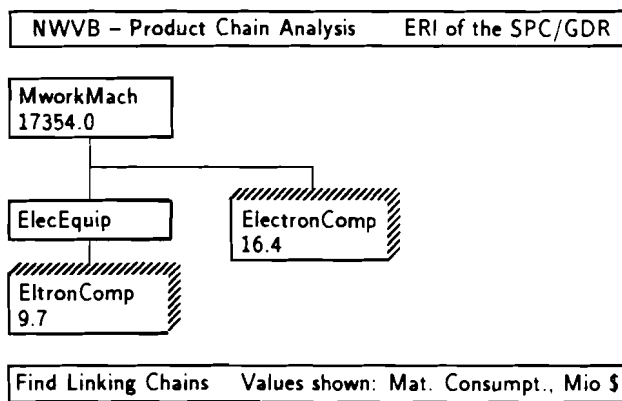 NWVB – Product Chain Analysis ERI of the SPC/GDR
MworkMach
17354.0
ElecEquip
ElectronComp
16.4
EltronComp
9.7
Find Linking Chains Values shown: Mat. Consumpt., Mio $